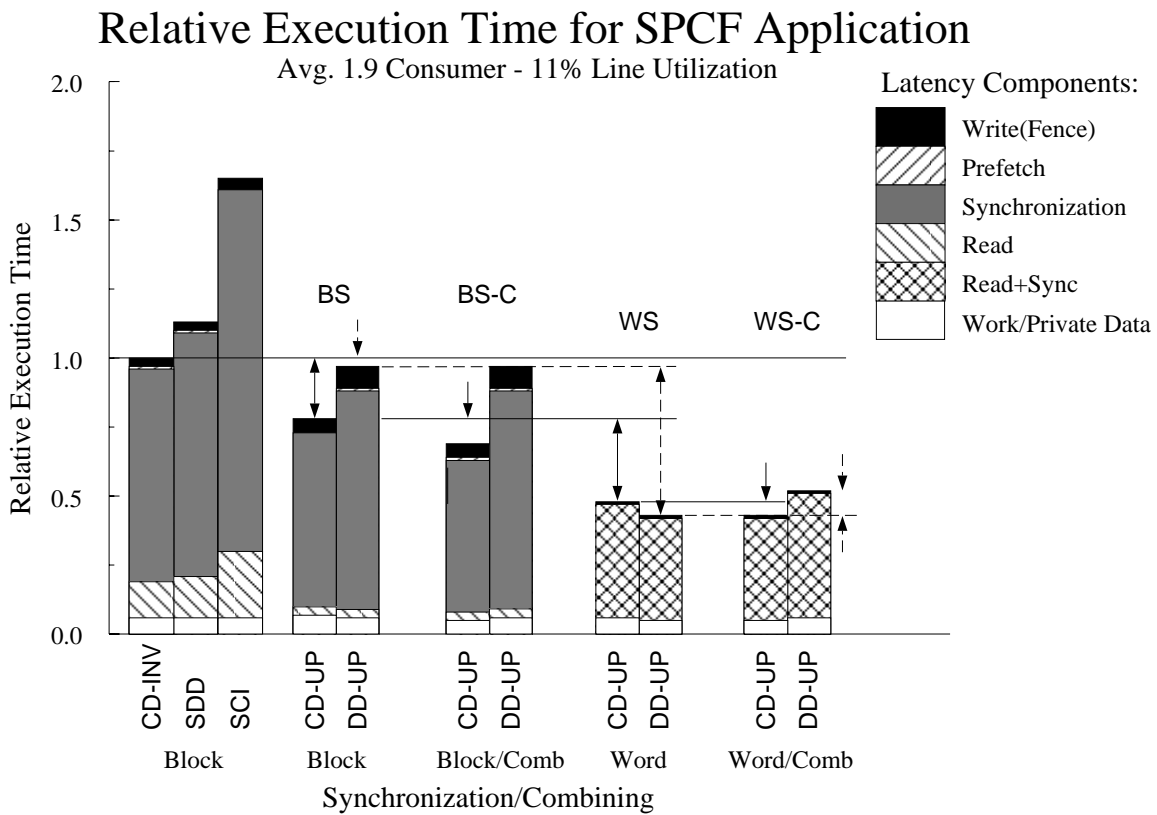 Relative Execution Time for SPCF Application
Avg. 1.9 Consumer - 11% Line Utilization
Latency Components:
Write(Fence)
Prefetch
Synchronization
Read
Read+Sync
Work/Private Data
Relative Execution Time
2.0
1.5
1.0
0.5
0.0
BS
BS-C
WS
WS-C
CD-INV
SDD
SCI
CD-UP
DD-UP
CD-UP
DD-UP
CD-UP
DD-UP
CD-UP
DD-UP
Block
Block
Block/Comb
Word
Word/Comb
Synchronization/Combining